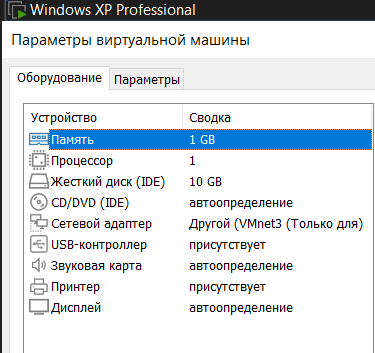 Windows XP Professional
Параметры виртуальной машины
Оборудование Параметры
Устройство Сводка
Память 1 GB
Процессор 1
Жесткий диск (IDE) 10 GB
CD/DVD (IDE) автоопределение
Сетевой адаптер Другой (VMnet3 (Только для)
USB-контроллер присутствует
Звуковая карта автоопределение
Принтер присутствует
Дисплей автоопределение